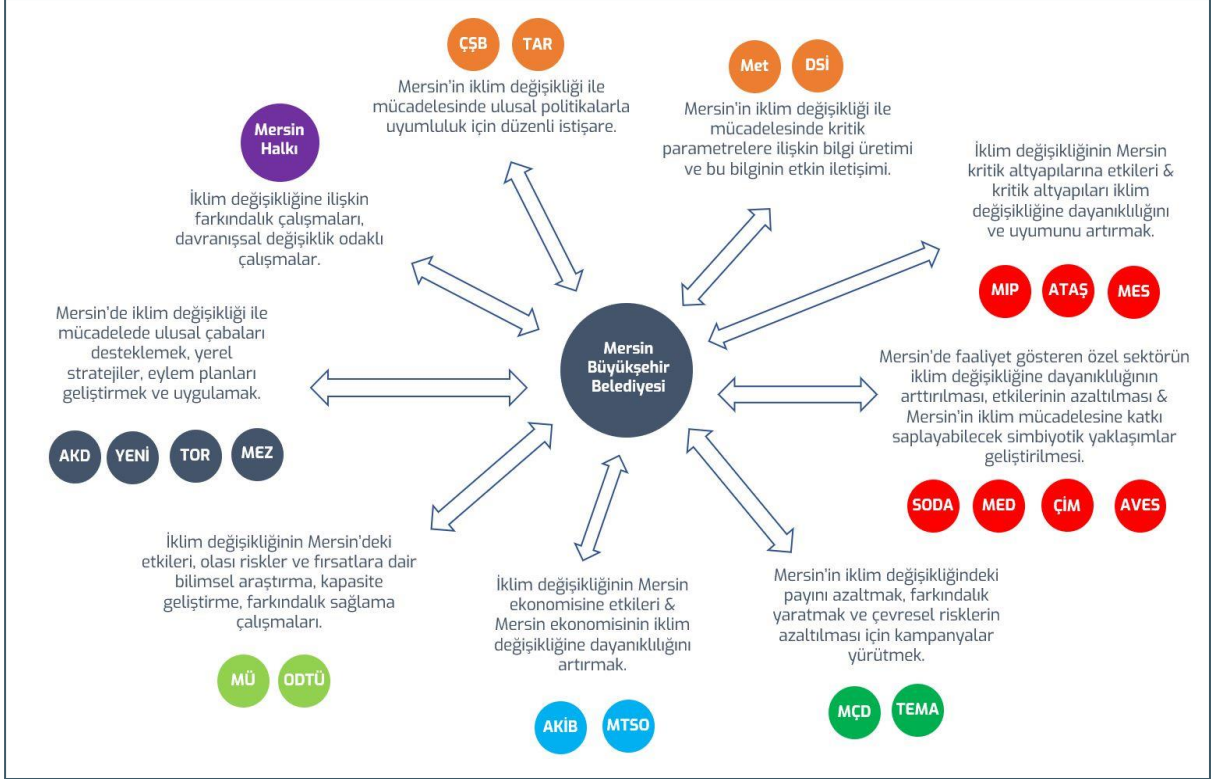 ÇŞB
TAR
Mersin'in iklim değişikliği ile
mücadelesinde ulusal politikalarla
uyumluluk için düzenli istişare.
Met
DSİ
Mersin'in iklim değişikliği ile
mücadelesinde kritik
parametrelere ilişkin bilgi üretimi
ve bu bilginin etkin iletişimi.
Mersin
Halkı
İklim değişikliğine ilişkin
farkındalık çalışmaları,
davranışsal değişiklik odaklı
çalışmalar.
İklim değişikliğinin Mersin
kritik altyapılarına etkileri &
kritik altyapıları iklim
değişikliğine dayanıklılığını
ve uyumunu artırmak.
MIP
ATAŞ
MES
Mersin'de iklim değişikliği ile
mücadelede ulusal çabaları
desteklemek, yerel
stratejiler, eylem planları
geliştirmek ve uygulamak.
AKD
YENİ
TOR
MEZ
Mersin
Büyükşehir
Belediyesi
Mersin'de faaliyet gösteren özel sektörün
iklim değişikliğine dayanıklılığının
arttırılması, etkilerinin azaltılması &
Mersin'in iklim mücadelesine katkı
saplayabilecek simbiyotik yaklaşımlar
geliştirilmesi.
SODA
MED
ÇİM
AVES
İklim değişikliğinin Mersin'deki
etkileri, olası riskler ve fırsatlara dair
bilimsel araştırma, kapasite
geliştirme, farkındalık sağlama
çalışmaları.
MÜ
ODTÜ
İklim değişikliğinin Mersin
ekonomisine etkileri &
Mersin ekonomisinin iklim
değişikliğine dayanıklılığını
artırmak.
AKİB
MTSO
Mersin'in iklim değişikliğindeki
payını azaltmak, farkındalık
yaratmak ve çevresel risklerin
azaltılması için kampanyalar
yürütmek.
MÇD
TEMA